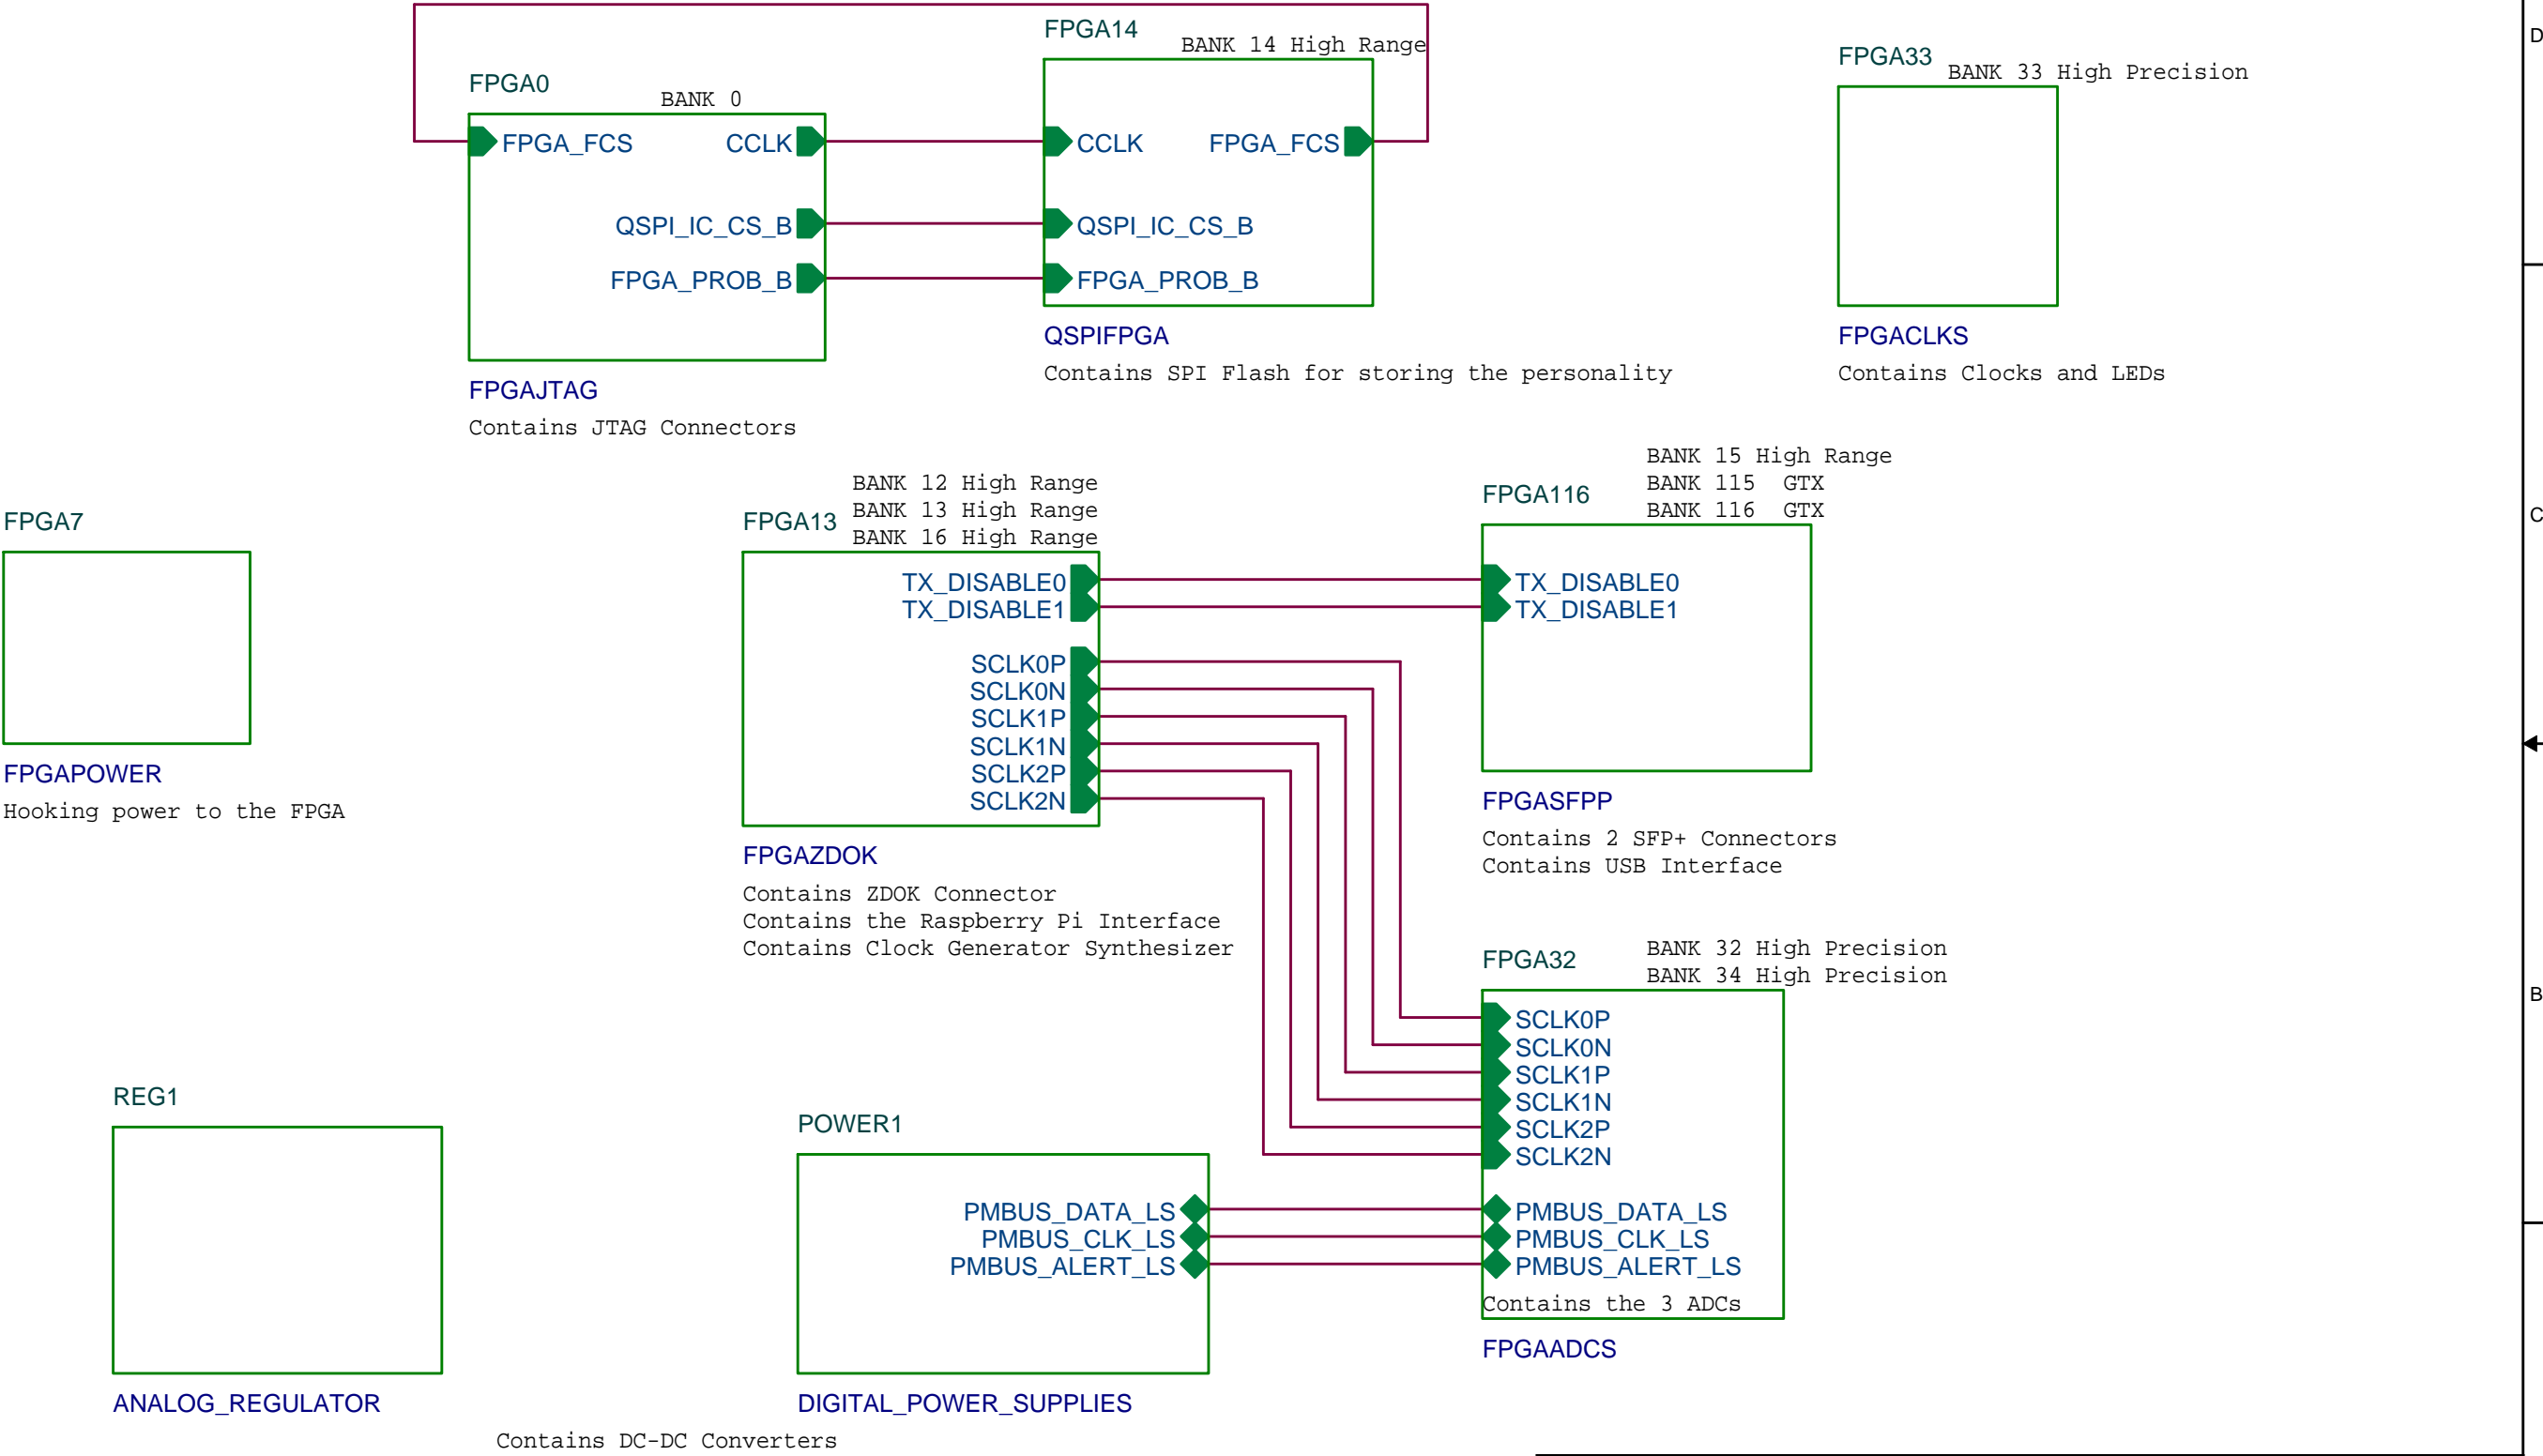 FPGA14
BANK 14 High Range
D
FPGA33
BANK 33 High Precision
FPGA0
BANK 0
FPGA_FCS
CCLK
CCLK
FPGA_FCS
QSPI_IC_CS_B
QSPI_IC_CS_B
FPGA_PROB_B
FPGA_PROB_B
QSPIFPGA
FPGACLKS
Contains SPI Flash for storing the personality
Contains Clocks and LEDs
FPGAJTAG
Contains JTAG Connectors
FPGA7
FPGAPOWER
Hooking power to the FPGA
FPGA13
BANK 12 High Range
BANK 13 High Range
BANK 16 High Range
TX_DISABLE0
TX_DISABLE1
SCLK0P
SCLK0N
SCLK1P
SCLK1N
SCLK2P
SCLK2N
FPGAZDOK
Contains ZDOK Connector
Contains the Raspberry Pi Interface
Contains Clock Generator Synthesizer
FPGA116
BANK 15 High Range
BANK 115  GTX
BANK 116  GTX
C
TX_DISABLE0
TX_DISABLE1
FPGASFPP
Contains 2 SFP+ Connectors
Contains USB Interface
FPGA32
BANK 32 High Precision
BANK 34 High Precision
B
SCLK0P
SCLK0N
SCLK1P
SCLK1N
SCLK2P
SCLK2N
PMBUS_DATA_LS
PMBUS_CLK_LS
PMBUS_ALERT_LS
Contains the 3 ADCs
FPGAADCS
REG1
ANALOG_REGULATOR
POWER1
PMBUS_DATA_LS
PMBUS_CLK_LS
PMBUS_ALERT_LS
DIGITAL_POWER_SUPPLIES
Contains DC-DC Converters